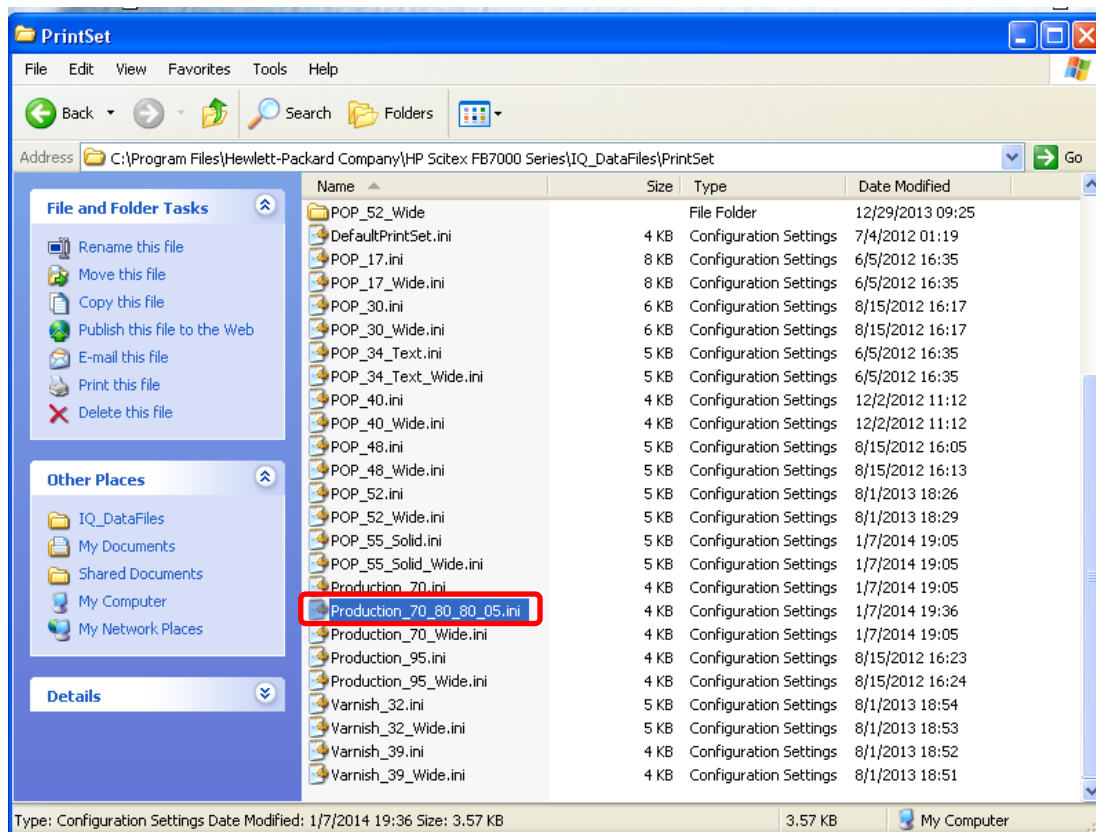 PrintSet
File Edit View Favorites Tools Help
Back Search Folders
Address C:\Program Files\Hewlett-Packard Company\HP Scitex FB7000 Series\IQ_DataFiles\PrintSet Go
File and Folder Tasks
Rename this file
Move this file
Copy this file
Publish this file to the Web
E-mail this file
Print this file
Delete this file
Other Places
IQ_DataFiles
My Documents
Shared Documents
My Computer
My Network Places
Details
Name Size Type Date Modified
POP_52_Wide File Folder 12/29/2013 09:25
DefaultPrintSet.ini 4 KB Configuration Settings 7/4/2012 01:19
POP_17.ini 8 KB Configuration Settings 6/5/2012 16:35
POP_17_Wide.ini 8 KB Configuration Settings 6/5/2012 16:35
POP_30.ini 6 KB Configuration Settings 8/15/2012 16:17
POP_30_Wide.ini 6 KB Configuration Settings 8/15/2012 16:17
POP_34_Text.ini 5 KB Configuration Settings 6/5/2012 16:35
POP_34_Text_Wide.ini 5 KB Configuration Settings 6/5/2012 16:35
POP_40.ini 4 KB Configuration Settings 12/2/2012 11:12
POP_40_Wide.ini 4 KB Configuration Settings 12/2/2012 11:12
POP_48.ini 5 KB Configuration Settings 8/15/2012 16:05
POP_48_Wide.ini 5 KB Configuration Settings 8/15/2012 16:13
POP_52.ini 5 KB Configuration Settings 8/1/2013 18:26
POP_52_Wide.ini 5 KB Configuration Settings 8/1/2013 18:29
POP_55_Solid.ini 5 KB Configuration Settings 1/7/2014 19:05
POP_55_Solid_Wide.ini 5 KB Configuration Settings 1/7/2014 19:05
Production_70.ini 4 KB Configuration Settings 1/7/2014 19:05
Production_70_80_80_05.ini 4 KB Configuration Settings 1/7/2014 19:36
Production_70_Wide.ini 4 KB Configuration Settings 1/7/2014 19:05
Production_95.ini 4 KB Configuration Settings 8/15/2012 16:23
Production_95_Wide.ini 4 KB Configuration Settings 8/15/2012 16:24
Varnish_32.ini 5 KB Configuration Settings 8/1/2013 18:54
Varnish_32_Wide.ini 5 KB Configuration Settings 8/1/2013 18:53
Varnish_39.ini 4 KB Configuration Settings 8/1/2013 18:52
Varnish_39_Wide.ini 4 KB Configuration Settings 8/1/2013 18:51
Type: Configuration Settings Date Modified: 1/7/2014 19:36 Size: 3.57 KB 3.57 KB My Computer